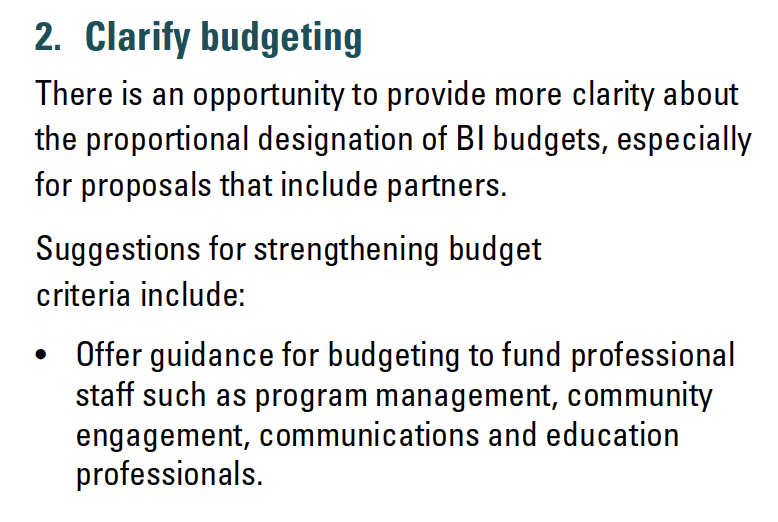 2. Clarify budgeting
There is an opportunity to provide more clarity about
the proportional designation of BI budgets, especially
for proposals that include partners.
Suggestions for strengthening budget
criteria include:
• Offer guidance for budgeting to fund professional
staff such as program management, community
engagement, communications and education
professionals.